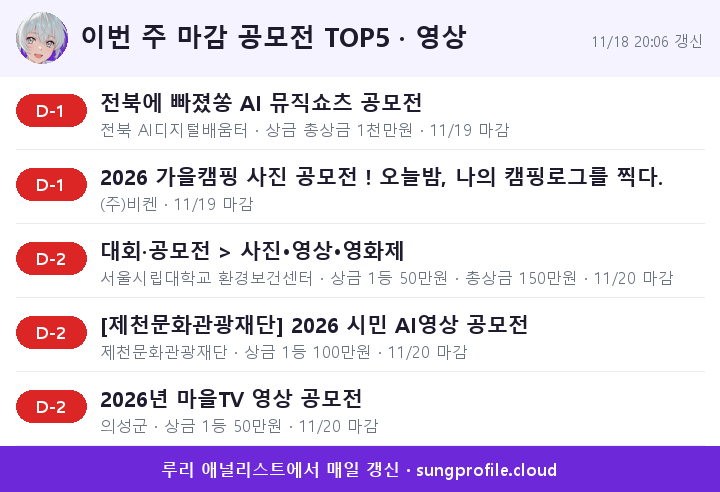 이번 주 마감 공모전 TOP5 · 영상
11/18 20:06 갱신
D-1
전북에 빠졌쏭 AI 뮤직쇼츠 공모전
전북 AI디지털배움터 · 상금 총상금 1천만원 · 11/19 마감
D-1
2026 가을캠핑 사진 공모전 ! 오늘밤, 나의 캠핑로그를 찍다.
(주)비켄 · 11/19 마감
D-2
대회·공모전 > 사진•영상•영화제
서울시립대학교 환경보건센터 · 상금 1등 50만원 · 총상금 150만원 · 11/20 마감
D-2
[제천문화관광재단] 2026 시민 AI영상 공모전
제천문화관광재단 · 상금 1등 100만원 · 11/20 마감
D-2
2026년 마을TV 영상 공모전
의성군 · 상금 1등 50만원 · 11/20 마감
루리 애널리스트에서 매일 갱신 · sungprofile.cloud